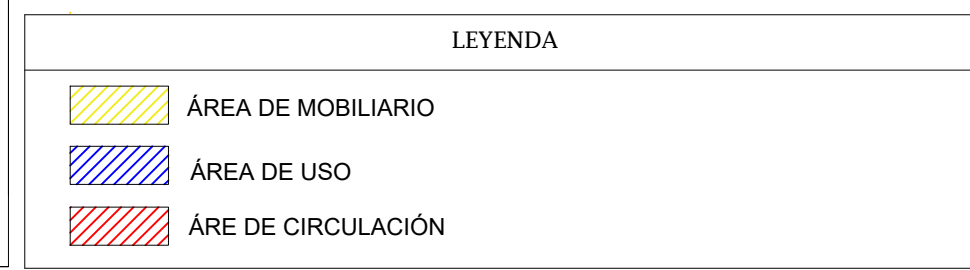 LEYENDA
ÁREA DE MOBILIARIO
ÁREA DE USO
ÁRE DE CIRCULACIÓN